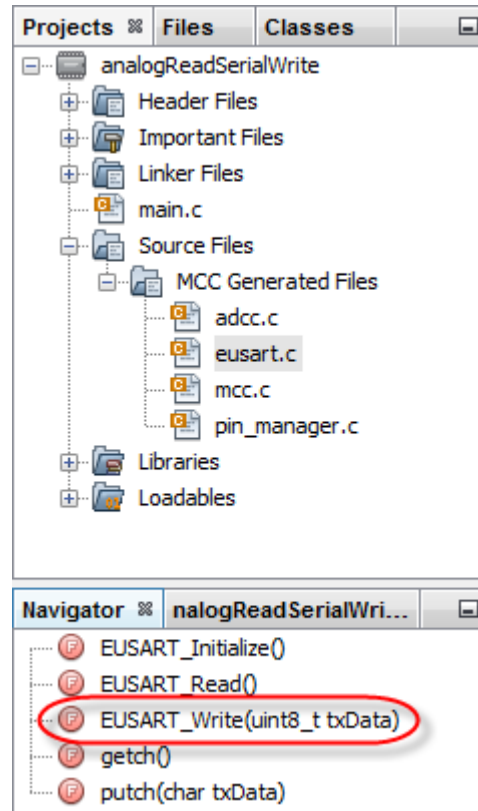 Projects Files Classes
analogReadSerialWrite
Header Files
Important Files
Linker Files
main.c
Source Files
MCC Generated Files
adcc.c
eusart.c
mcc.c
pin_manager.c
Libraries
Loadables
Navigator nalogReadSerialWri...
EUSART_Initialize()
EUSART_Read()
EUSART_Write(uint8_t txData)
getch()
putch(char txData)